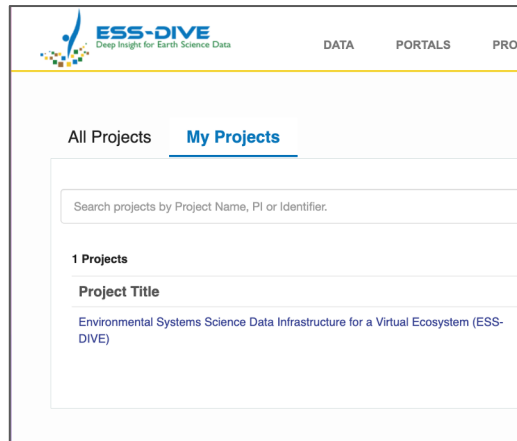 ESS-DIVE
Deep Insight for Earth Science Data
DATA PORTALS PRO
All Projects My Projects
Search projects by Project Name, PI or Identifier.
1 Projects
Project Title
Environmental Systems Science Data Infrastructure for a Virtual Ecosystem (ESS-
DIVE)